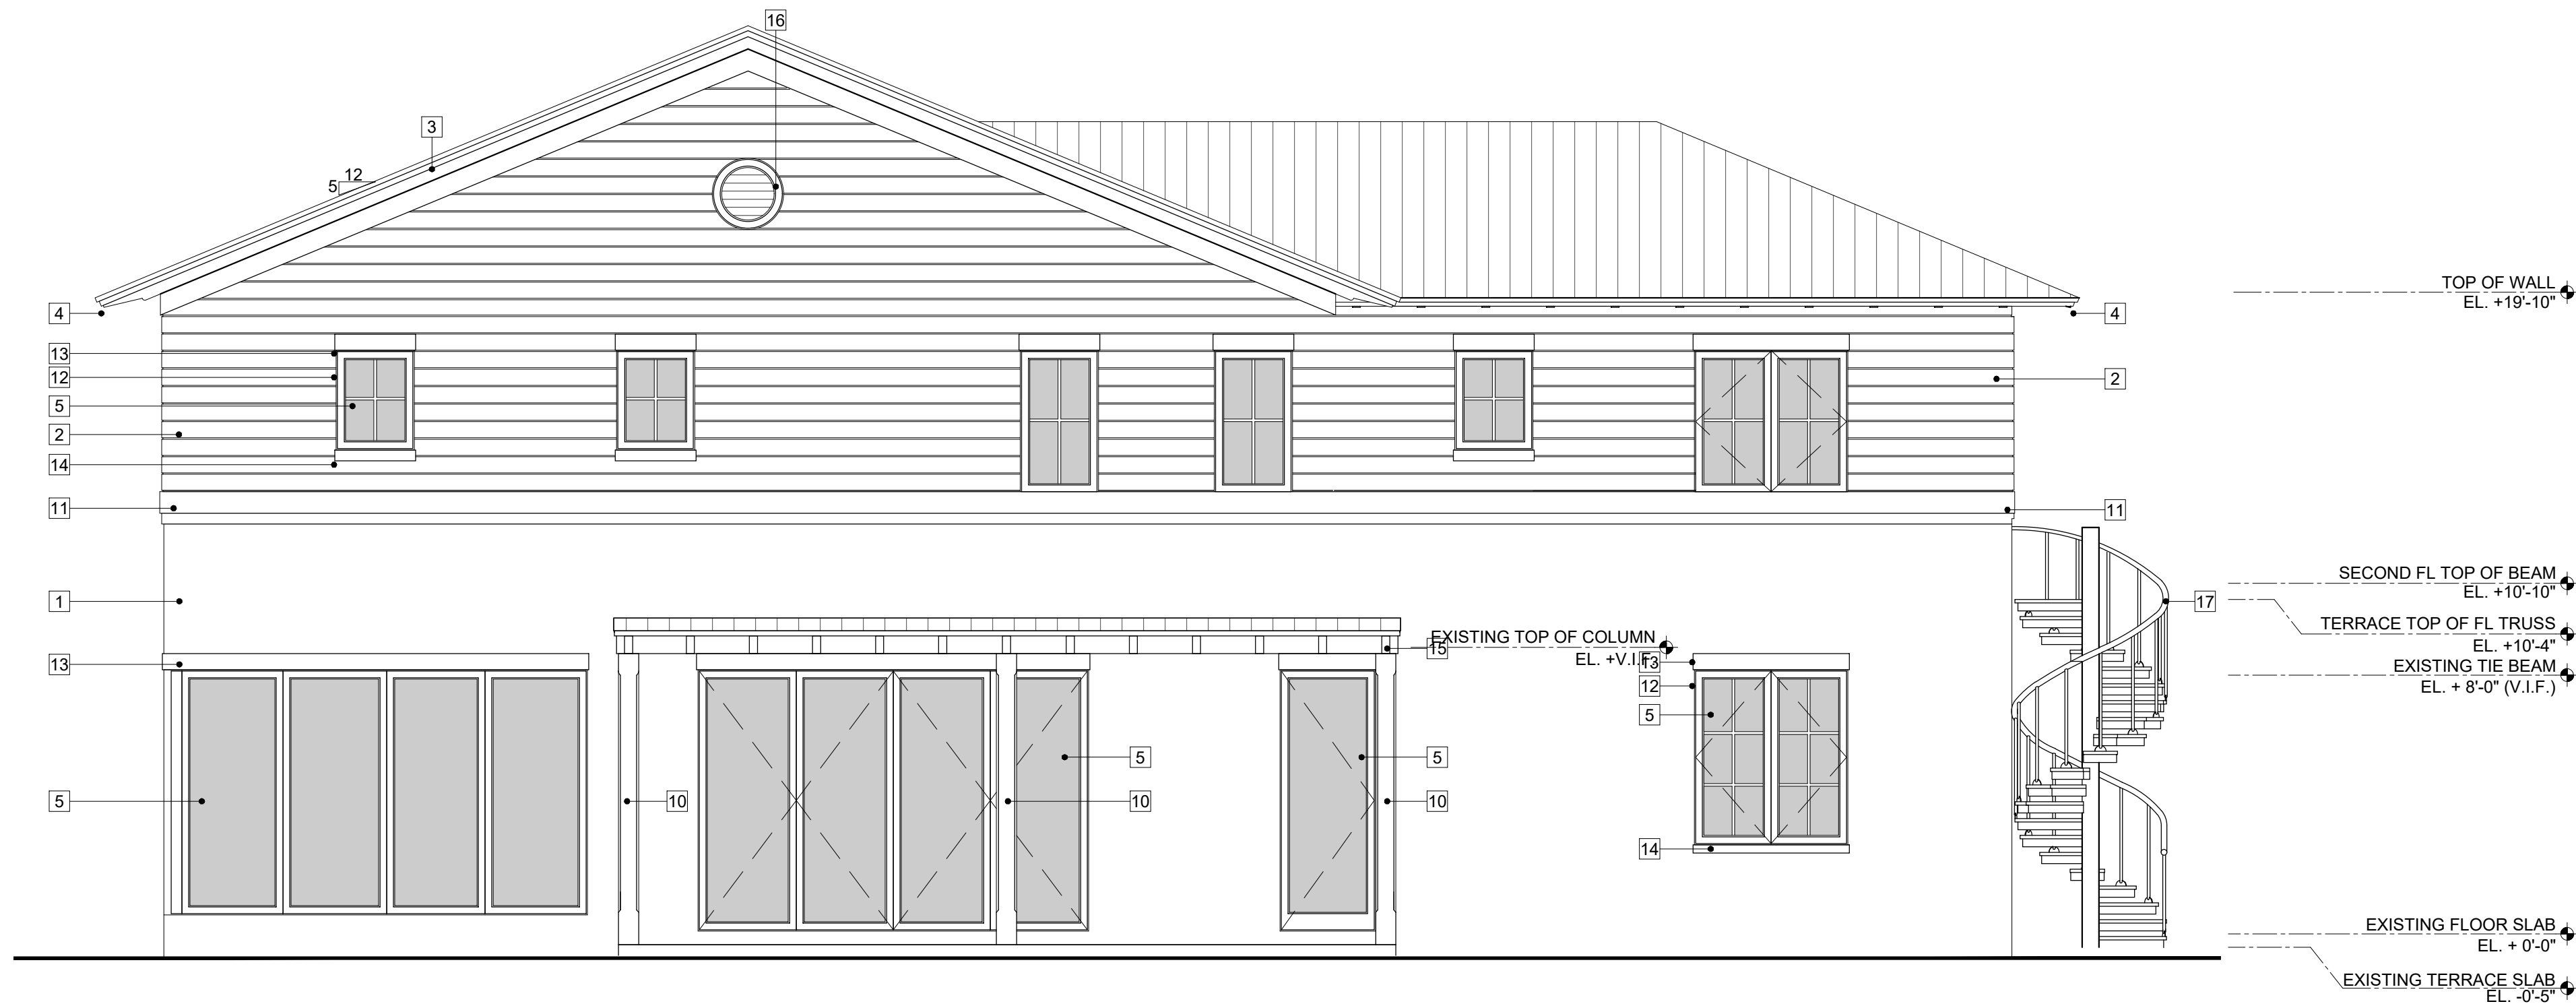 16
3
12
5
TOP OF WALL
EL. +19'-10"
4
4
13
12
2
5
2
14
11
11
SECOND FL TOP OF BEAM
EL. +10'-10"
1
17
TERRACE TOP OF FL TRUSS
EL. +10'-4"
EXISTING TOP OF COLUMN
15
EL. +V.I.F.
13
13
EXISTING TIE BEAM
EL. + 8'-0" (V.I.F.)
12
5
5
5
5
10
10
10
14
EXISTING FLOOR SLAB
EL. + 0'-0"
EXISTING TERRACE SLAB
EL. -0'-5"